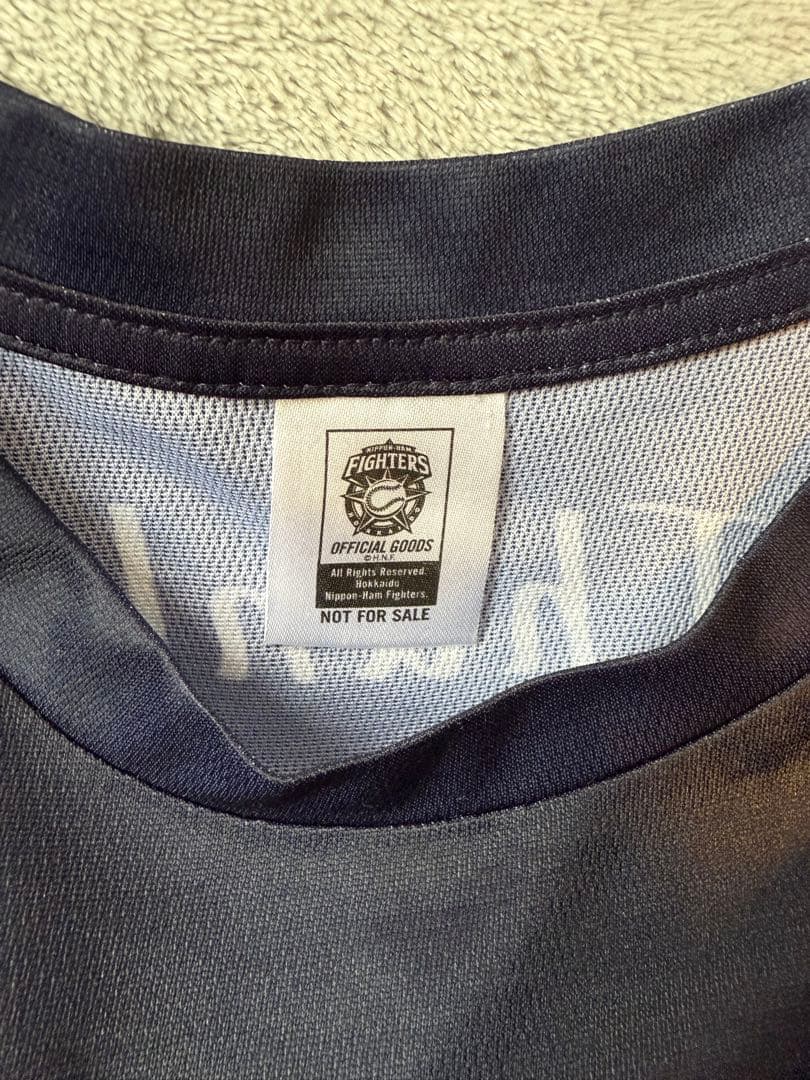 NIPPON-HAM
FIGHTERS
OFFICIAL GOODS
©H.N.F.
All Rights Reserved.
Hokkaido
Nippon-Ham Fighters.
NOT FOR SALE